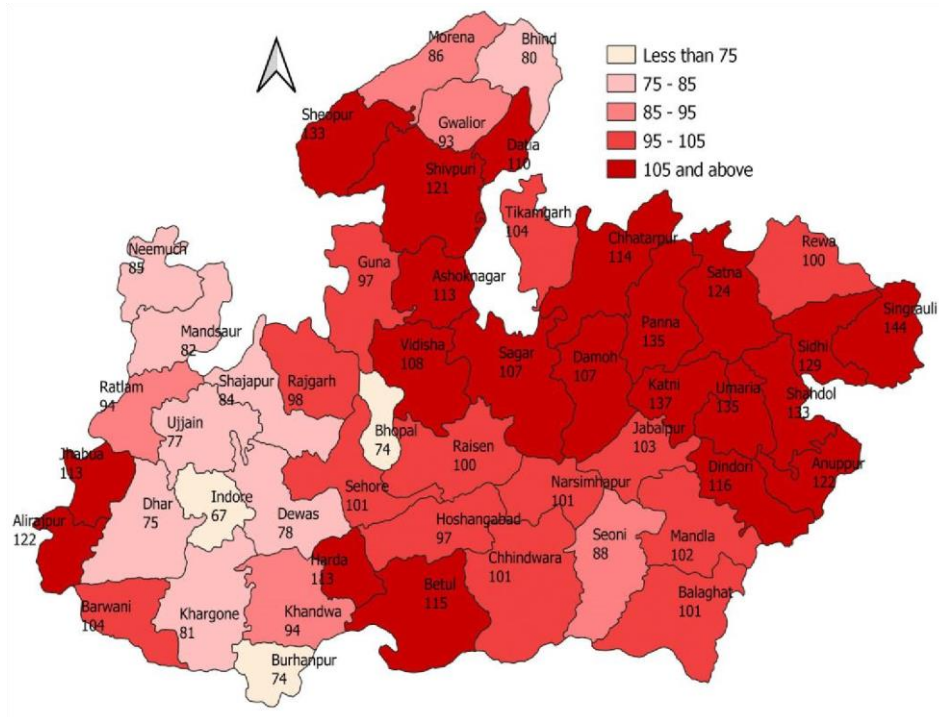 Morena
86
Bhind
80
Less than 75
75 - 85
85 - 95
95 - 105
105 and above
Sheopur
133
Gwalior
93
Datia
110
Shivpuri
121
Tikamgarh
104
Chhatarpur
114
Rewa
100
Neemuch
85
Guna
97
Ashoknagar
113
Satna
124
Singrauli
144
Mandsaur
82
Vidisha
108
Sagar
107
Damoh
107
Panna
135
Sidhi
129
Ratlam
94
Shajapur
84
Rajgarh
98
Katni
137
Umaria
135
Shahdol
133
Ujjain
77
Bhopal
74
Raisen
100
Jabalpur
103
Jhabua
113
Dindori
116
Anuppur
122
Dhar
75
Indore
67
Dewas
78
Sehore
101
Narsimhapur
101
Alirajpur
122
Hoshangabad
97
Seoni
88
Mandla
102
Harda
113
Chhindwara
101
Betul
115
Balaghat
101
Barwani
104
Khargone
81
Khandwa
94
Burhanpur
74